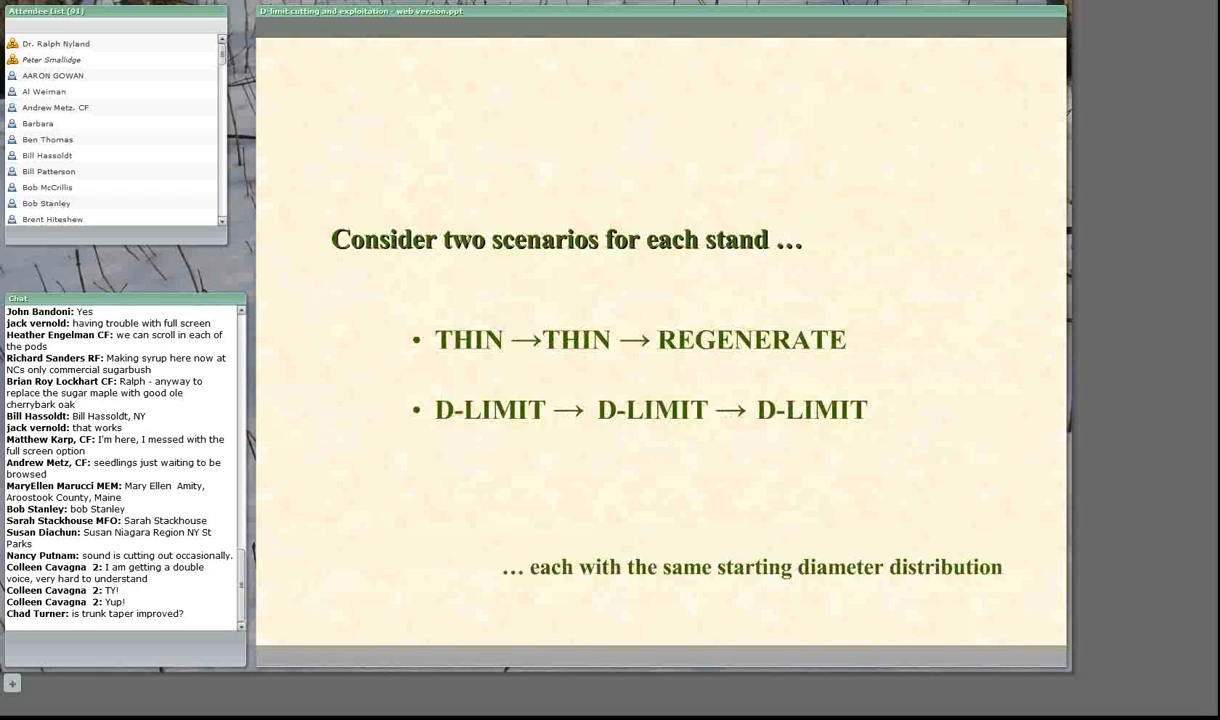 Attendee List (91)
Dr. Ralph Nyland
Peter Smallidge
AARON GOWAN
Al Weiman
Andrew Metz, CF
Barbara
Ben Thomas
Bill Hassoldt
Bill Patterson
Bob McCrillis
Bob Stanley
Brent Hiteshew
Chat
John Bandoni: Yes
jack vernold: having trouble with full screen
Heather Engelman CF: we can scroll in each of
the pods
Richard Sanders RF: Making syrup here now at
NCs only commercial sugarbush
Brian Roy Lockhart CF: Ralph - anyway to
replace the sugar maple with good ole
cherrybark oak
Bill Hassoldt: Bill Hassoldt, NY
jack vernold: that works
Matthew Karp, CF: I'm here, I messed with the
full screen option
Andrew Metz, CF: seedlings just waiting to be
browsed
MaryEllen Marucci MEM: Mary Ellen Amity,
Aroostook County, Maine
Bob Stanley: bob Stanley
Sarah Stackhouse MFO: Sarah Stackhouse
Susan Diachun: Susan Niagara Region NY St
Parks
Nancy Putnam: sound is cutting out occasionally.
Colleen Cavagna 2: I am getting a double
voice, very hard to understand
Colleen Cavagna 2: TY!
Colleen Cavagna 2: Yup!
Chad Turner: is trunk taper improved?
D-limit cutting and exploitation - web version.ppt
Consider two scenarios for each stand …
• THIN → THIN → REGENERATE
• D-LIMIT → D-LIMIT → D-LIMIT
… each with the same starting diameter distribution